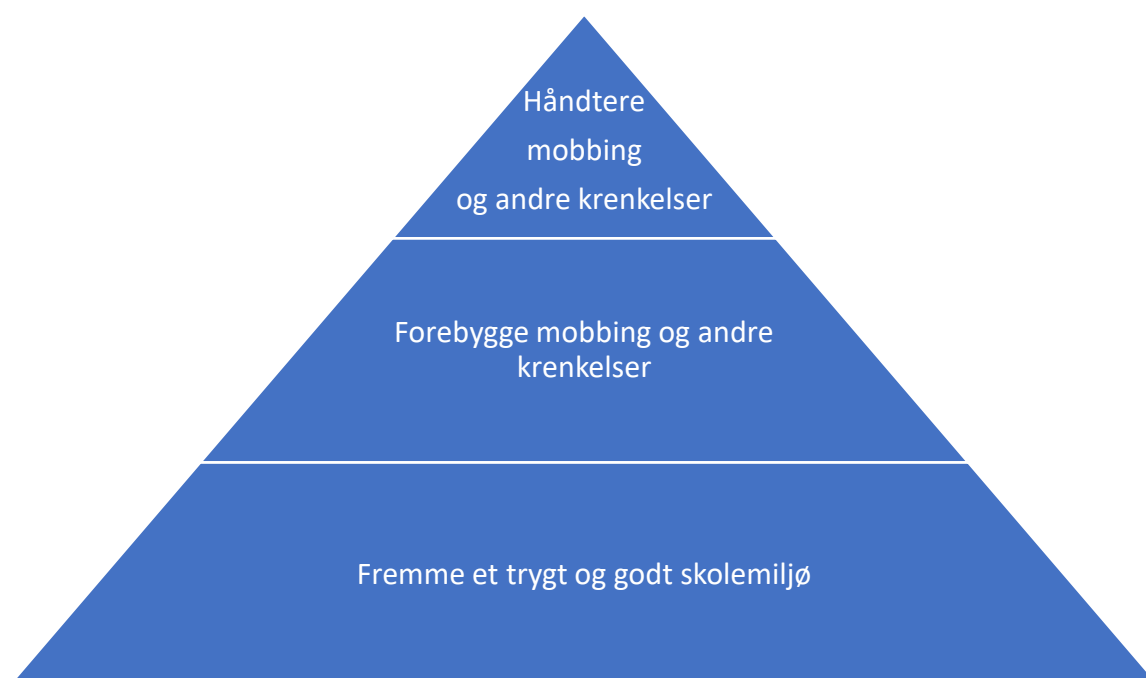 Håndtere
mobbing
og andre krenkelser
Forebygge mobbing og andre
krenkelser
Fremme et trygt og godt skolemiljø